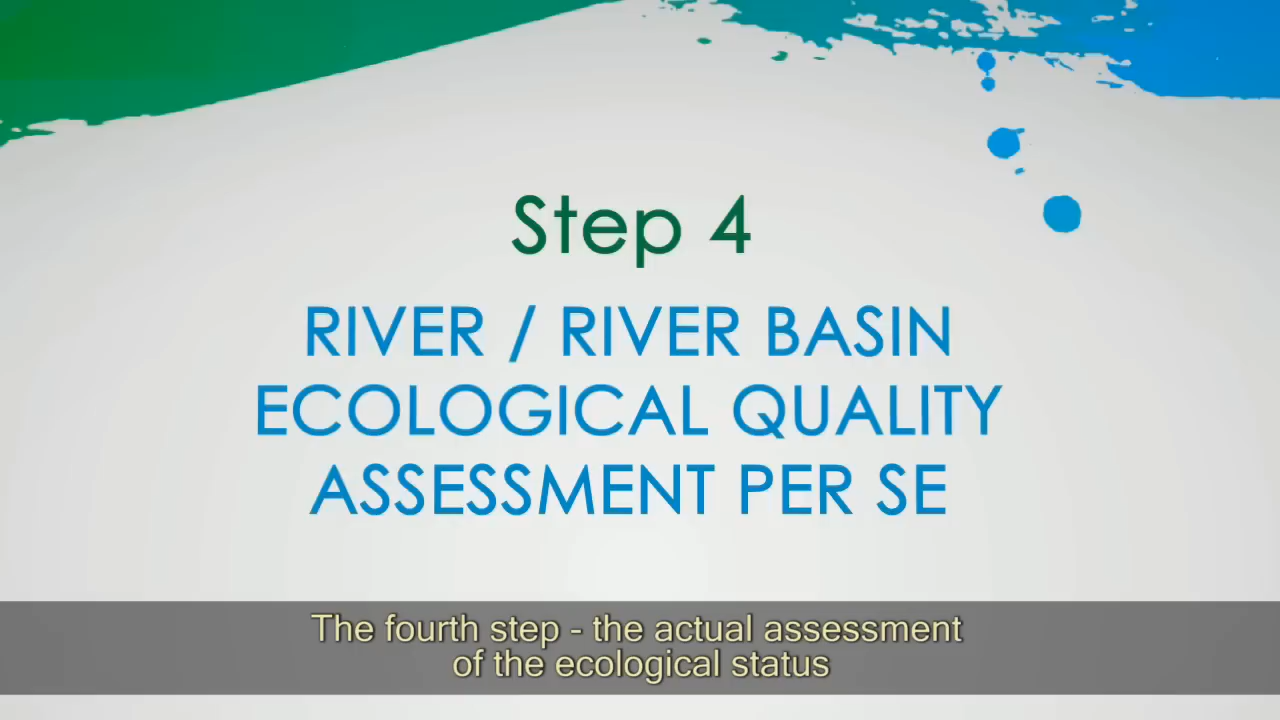 Step 4
RIVER / RIVER BASIN
ECOLOGICAL QUALITY
ASSESSMENT PER SE
The fourth step - the actual assessment
of the ecological status